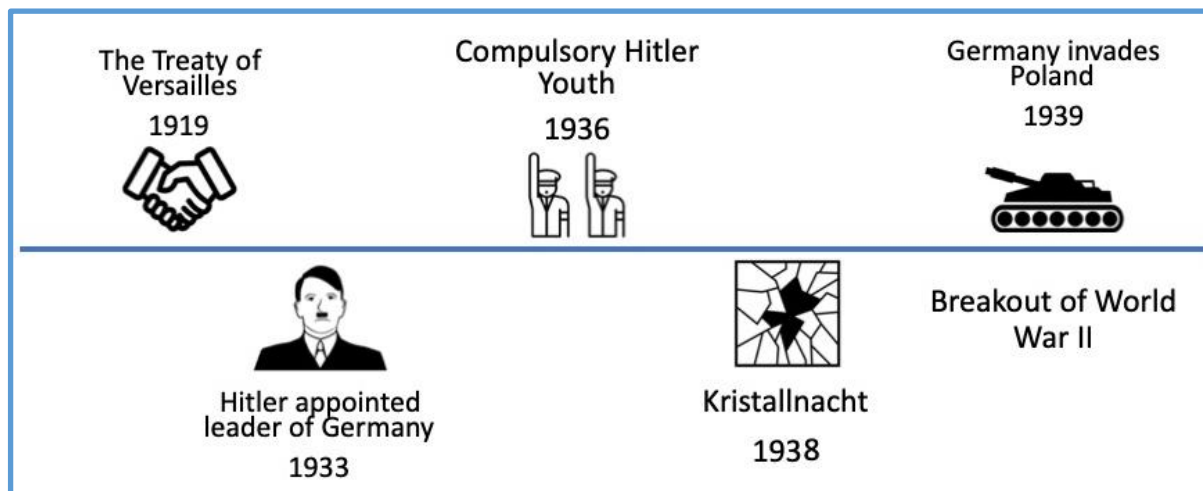 The Treaty of
Versailles
1919
Compulsory Hitler
Youth
1936
Germany invades
Poland
1939
Hitler appointed
leader of Germany
1933
Kristallnacht
1938
Breakout of World
War II